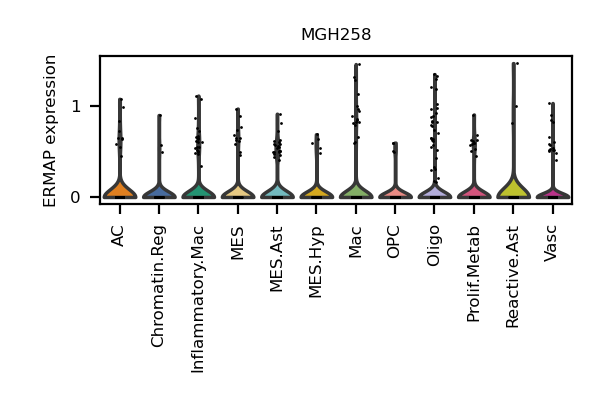 MGH258
ERMAP expression
1
0
AC
Chromatin.Reg
Inflammatory.Mac
MES
MES.Ast
MES.Hyp
Mac
OPC
Oligo
Prolif.Metab
Reactive.Ast
Vasc